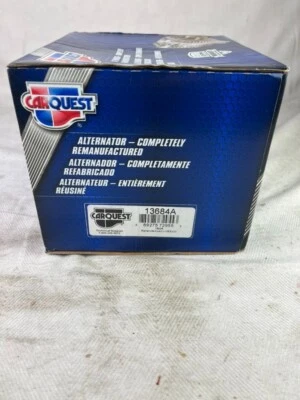 CARQUEST
ALTERNATOR – COMPLETELY
REMANUFACTURED
ALTERNADOR – COMPLETAMENTE
REFABRICADO
ALTERNATEUR – ENTIÈREMENT
RÉUSINÉ
CARQUEST
13684A